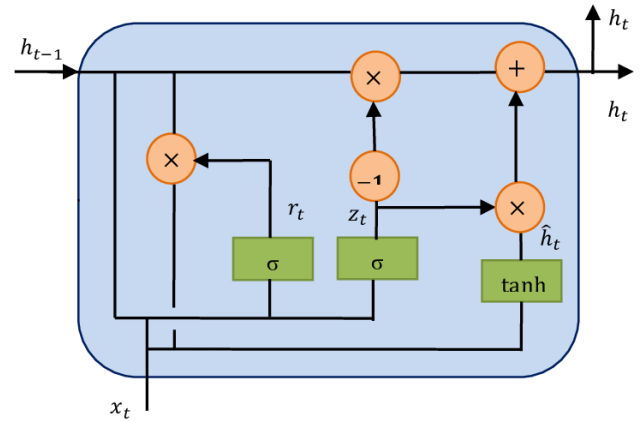 h_{t-1}
h_t
h_t
×
+
×
−1
×
r_t
z_t
ĥ_t
σ
σ
tanh
x_t